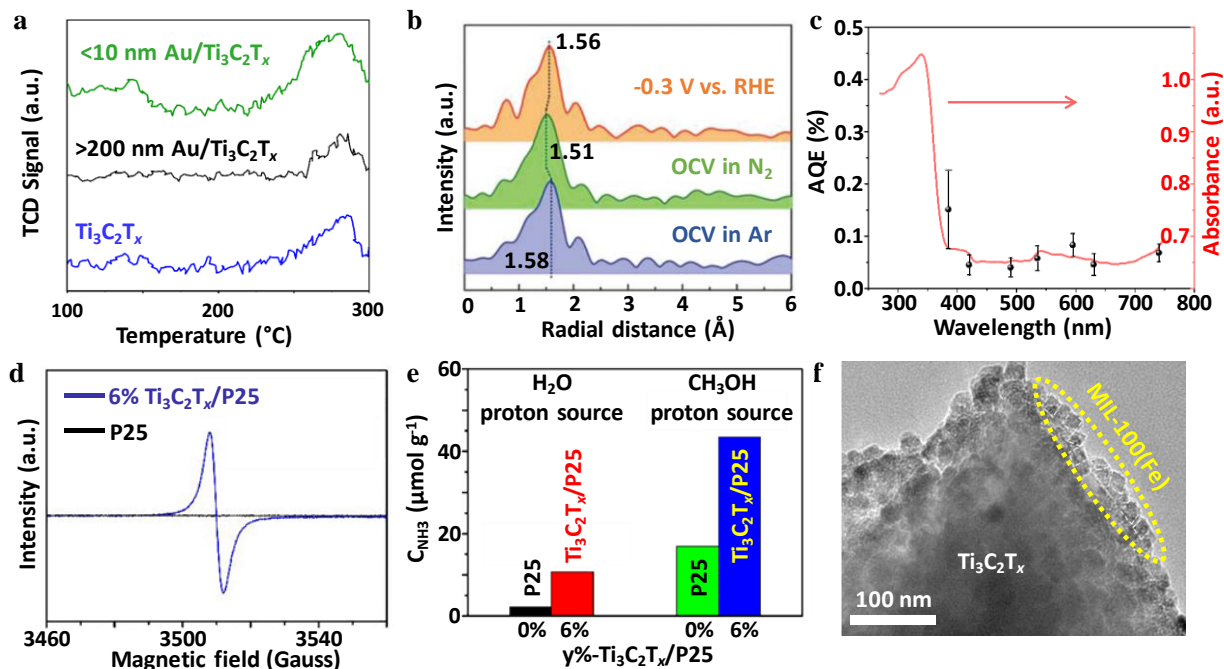 a
<10 nm Au/Ti₃C₂Tₓ
>200 nm Au/Ti₃C₂Tₓ
Ti₃C₂Tₓ
TCD Signal (a.u.)
100
200
300
Temperature (°C)
b
1.56
-0.3 V vs. RHE
1.51
OCV in N₂
OCV in Ar
1.58
Intensity (a.u.)
0 1 2 3 4 5 6
Radial distance (Å)
c
0.5
0.4
0.3
0.2
0.1
0.0
AQE (%)
1.0
0.9
0.8
0.7
Absorbance (a.u.)
300 400 500 600 700 800
Wavelength (nm)
d
6% Ti₃C₂Tₓ/P25
P25
Intensity (a.u.)
3460
3510
3540
Magnetic field (Gauss)
e
H₂O
proton source
CH₃OH
proton source
60
40
20
0
C_NH3 (μmol g⁻¹)
P25
Ti₃C₂Tₓ/P25
P25
Ti₃C₂Tₓ/P25
0% 6%
0% 6%
y%-Ti₃C₂Tₓ/P25
f
MIL-100(Fe)
Ti₃C₂Tₓ
100 nm